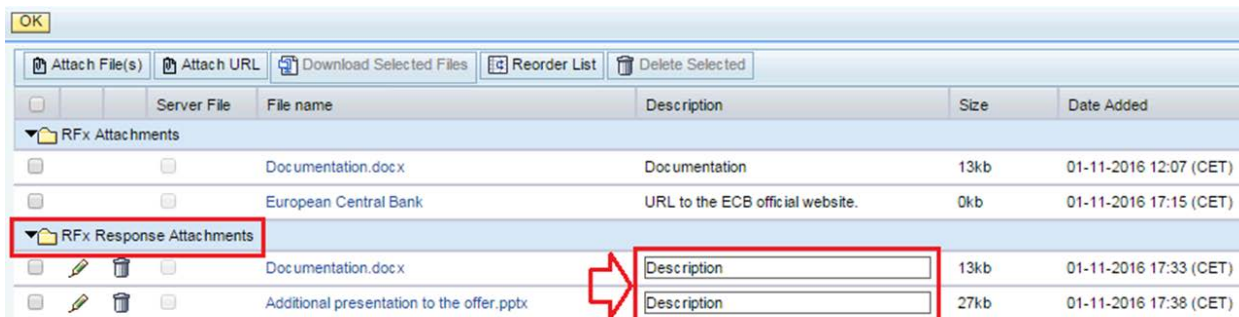 OK
Attach File(s) Attach URL Download Selected Files Reorder List Delete Selected
Server File File name Description Size Date Added
RFx Attachments
Documentation.docx Documentation 13kb 01-11-2016 12:07 (CET)
European Central Bank URL to the ECB official website. 0kb 01-11-2016 17:15 (CET)
RFx Response Attachments
Documentation.docx Description 13kb 01-11-2016 17:33 (CET)
Additional presentation to the offer.pptx Description 27kb 01-11-2016 17:38 (CET)